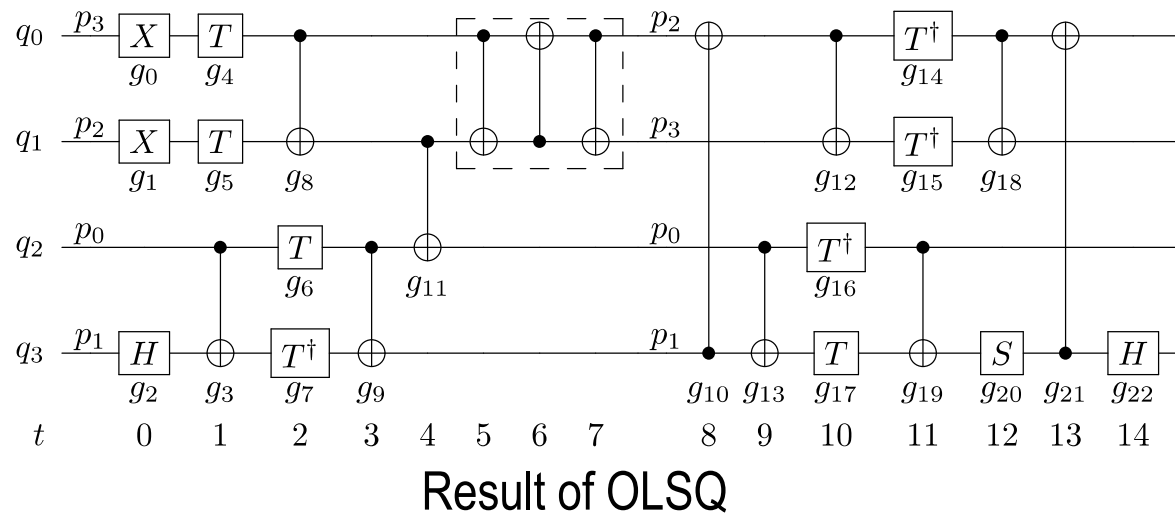 q₀ p₃ X T p₂ T†
g₀ g₄ g₁₄
q₁ p₂ X T p₃ T†
g₁ g₅ g₈ g₁₂ g₁₅ g₁₈
q₂ p₀ T p₀ T†
g₆ g₁₁ g₁₆
q₃ p₁ H T† p₁ T S H
g₂ g₃ g₇ g₉ g₁₀ g₁₃ g₁₇ g₁₉ g₂₀ g₂₁ g₂₂
t 0 1 2 3 4 5 6 7 8 9 10 11 12 13 14
Result of OLSQ